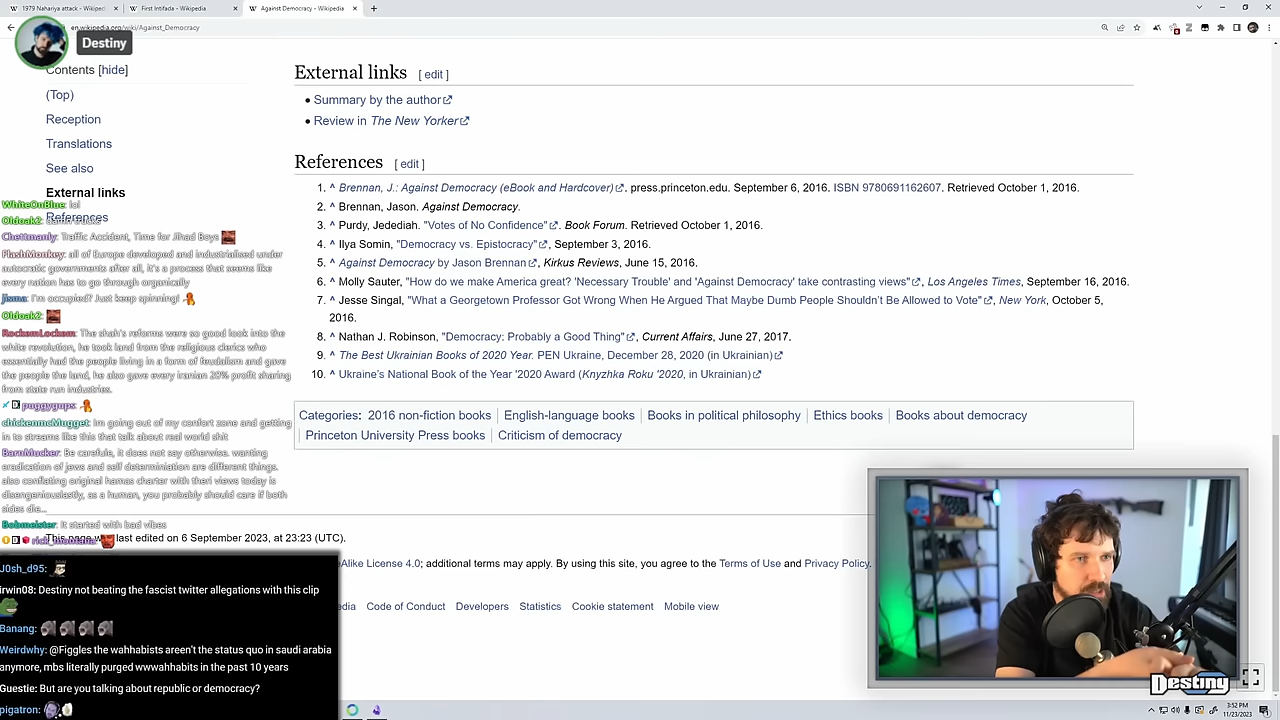 1979 Nahariya attack - Wikipedi
First Intifada - Wikipedia
Against Democracy - Wikipedia
en.wikipedia.org/wiki/Against_Democracy
Destiny
Contents [hide]
(Top)
Reception
Translations
See also
External links
References
External links [ edit ]
Summary by the author
Review in The New Yorker
References [ edit ]
1. ^ Brennan, J.: Against Democracy (eBook and Hardcover). press.princeton.edu. September 6, 2016. ISBN 9780691162607. Retrieved October 1, 2016.
2. ^ Brennan, Jason. Against Democracy.
3. ^ Purdy, Jedediah. "Votes of No Confidence". Book Forum. Retrieved October 1, 2016.
4. ^ Ilya Somin, "Democracy vs. Epistocracy", September 3, 2016.
5. ^ Against Democracy by Jason Brennan, Kirkus Reviews, June 15, 2016.
6. ^ Molly Sauter, "How do we make America great? 'Necessary Trouble' and 'Against Democracy' take contrasting views", Los Angeles Times, September 16, 2016.
7. ^ Jesse Singal, "What a Georgetown Professor Got Wrong When He Argued That Maybe Dumb People Shouldn't Be Allowed to Vote", New York, October 5,
2016.
8. ^ Nathan J. Robinson, "Democracy: Probably a Good Thing", Current Affairs, June 27, 2017.
9. ^ The Best Ukrainian Books of 2020 Year. PEN Ukraine, December 28, 2020 (in Ukrainian)
10. ^ Ukraine's National Book of the Year '2020 Award (Knyzhka Roku '2020, in Ukrainian)
Categories: 2016 non-fiction books | English-language books | Books in political philosophy | Ethics books | Books about democracy
| Princeton University Press books | Criticism of democracy
WhiteOnBlue: lol
Oldoak2:
Chettmanly: Traffic Accident, Time for Jihad Boys
FlashMonkey: all of Europe developed and industrialised under
autocratic governments after all, it's a process that seems like
every nation has to go through organically
jisma: I'm occupied? Just keep spinning!
Oldoak2:
RockemLockem: The shah's reforms were so good look into the
white revolution, he took land from the religious clerics who
essentially had the people living in a form of feudalism and gave
the people the land, he also gave every iranian 20% profit sharing
from state run industries.
puggygups:
chickenmcMugget: Im going out of my confort zone and getting
in to streams like this that talk about real world shit
BarnMucker: Be carefule, it does not say otherwise. wanting
eradication of jews and self determiniation are different things.
also conflating original hamas charter with theri views today is
disengeniouslestly, as a human, you probably should care if both
sides die...
Bobmeister: It started with bad vibes
This page w last edited on 6 September 2023, at 23:23 (UTC).
eAlike License 4.0; additional terms may apply. By using this site, you agree to the Terms of Use and Privacy Policy.
edia Code of Conduct Developers Statistics Cookie statement Mobile view
J0sh_d95:
irwin08: Destiny not beating the fascist twitter allegations with this clip
Banang:
Weirdwhy: @Figgles the wahhabists areen't the status quo in saudi arabia
anymore, mbs literally purged wwwahhabits in the past 10 years
Guestie: But are you talking about republic or democracy?
pigatron:
Destiny
3:52 PM
11/23/2023